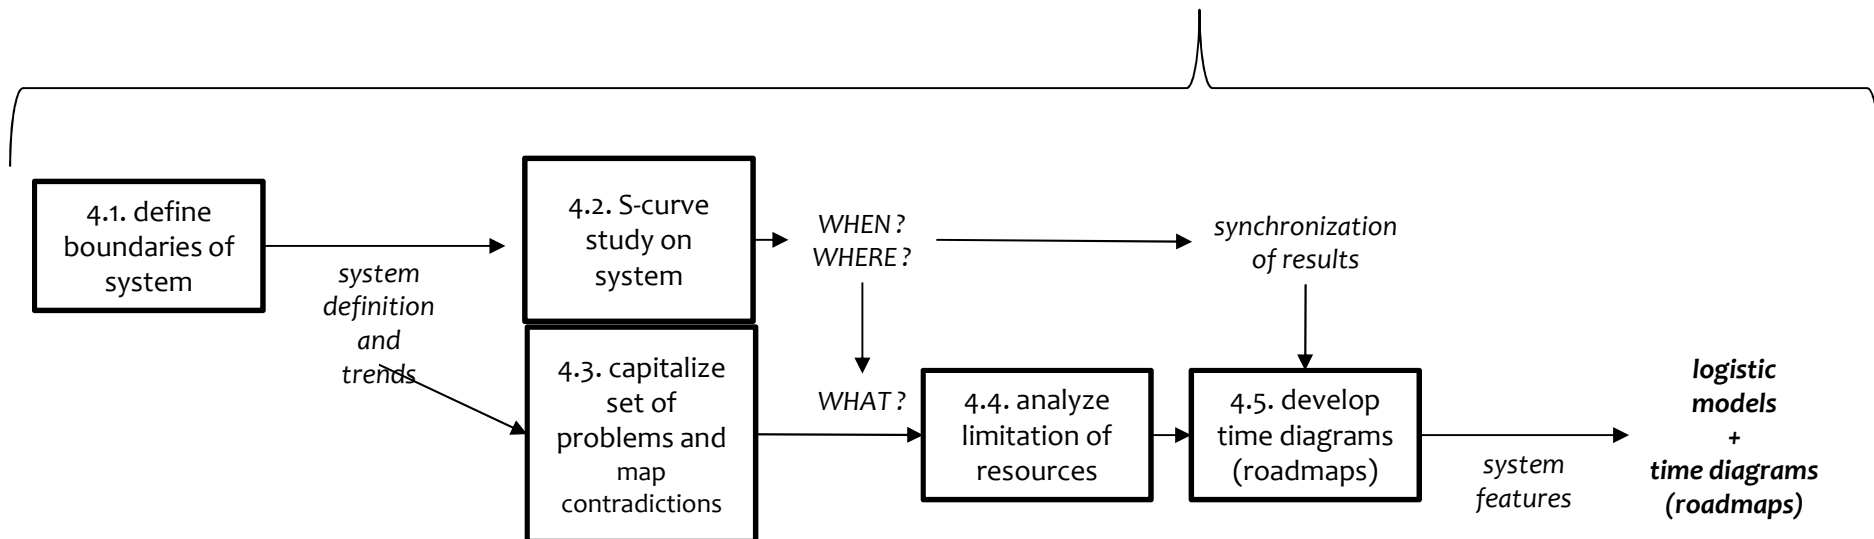 4.1. define
boundaries of
system
system
definition
and
trends
4.2. S-curve
study on
system
4.3. capitalize
set of
problems and
map
contradictions
WHEN?
WHERE?
WHAT?
4.4. analyze
limitation of
resources
synchronization
of results
4.5. develop
time diagrams
(roadmaps)
system
features
logistic
models
+
time diagrams
(roadmaps)